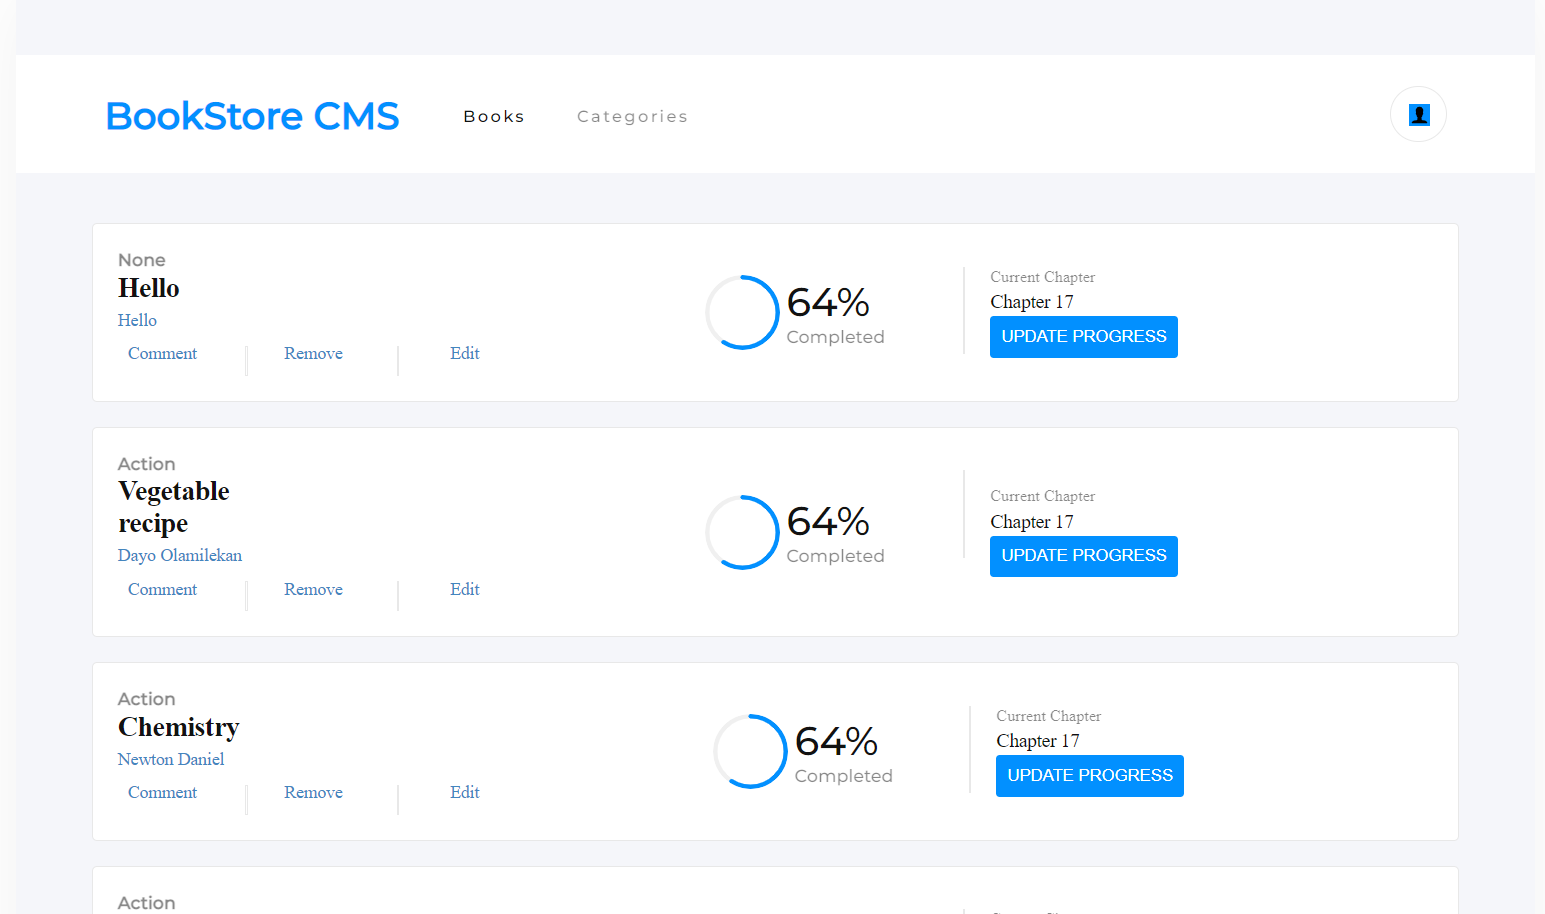 BookStore CMS
Books
Categories
None
Hello
Hello
Comment
Remove
Edit
64%
Completed
Current Chapter
Chapter 17
UPDATE PROGRESS
Action
Vegetable
recipe
Dayo Olamilekan
Comment
Remove
Edit
64%
Completed
Current Chapter
Chapter 17
UPDATE PROGRESS
Action
Chemistry
Newton Daniel
Comment
Remove
Edit
64%
Completed
Current Chapter
Chapter 17
UPDATE PROGRESS
Action